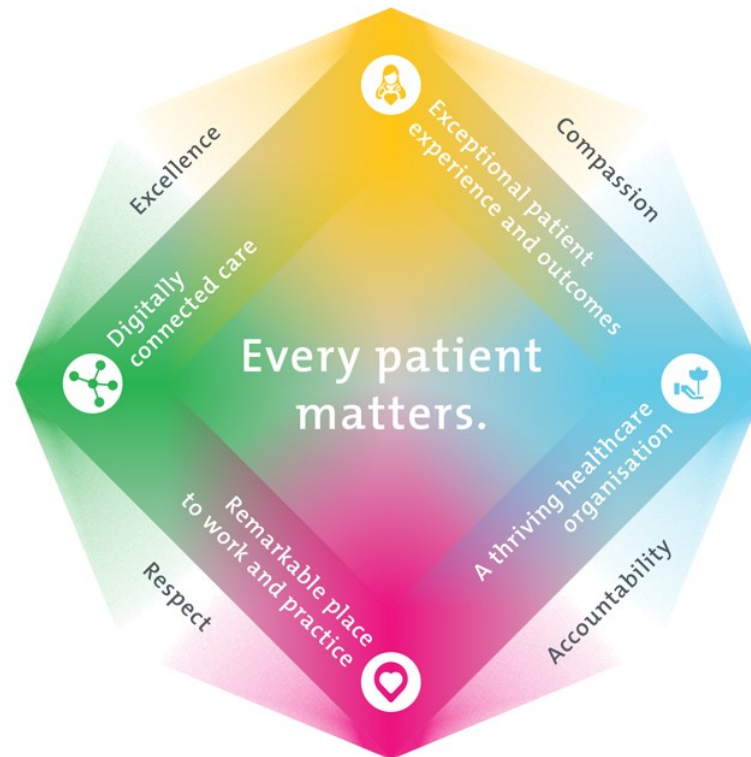 Excellence
Compassion
Exceptional patient
experience and outcomes
Digitally
connected care
Every patient
matters.
Remarkable place
to work and practice
A thriving healthcare
organisation
Respect
Accountability